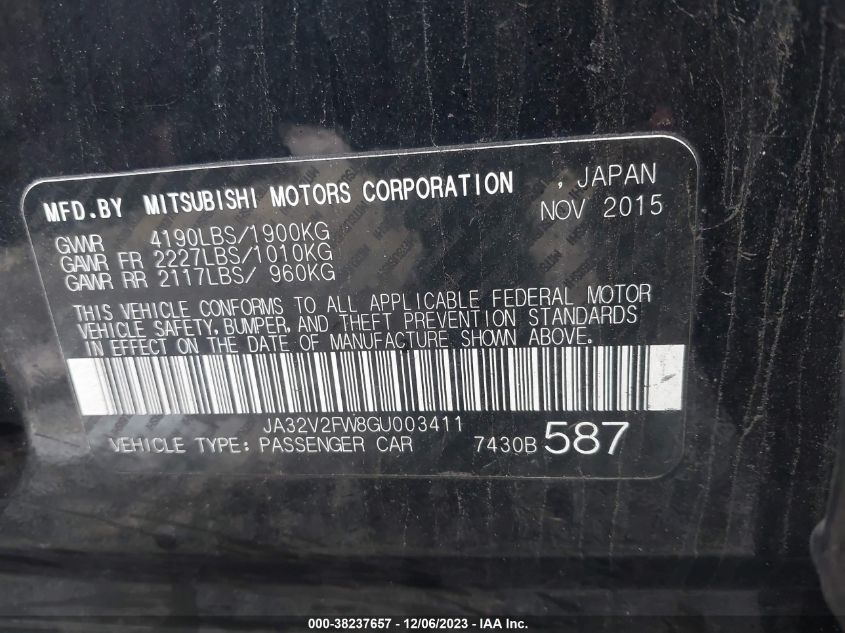 MFD.BY MITSUBISHI MOTORS CORPORATION , JAPAN
NOV 2015
GVWR 4190LBS/1900KG
GAWR FR 2227LBS/1010KG
GAWR RR 2117LBS/ 960KG
THIS VEHICLE CONFORMS TO ALL APPLICABLE FEDERAL MOTOR
VEHICLE SAFETY, BUMPER, AND THEFT PREVENTION STANDARDS
IN EFFECT ON THE DATE OF MANUFACTURE SHOWN ABOVE.
JA32V2FW8GU003411
VEHICLE TYPE: PASSENGER CAR 7430B 587
000-38237657 - 12/06/2023 - IAA Inc.